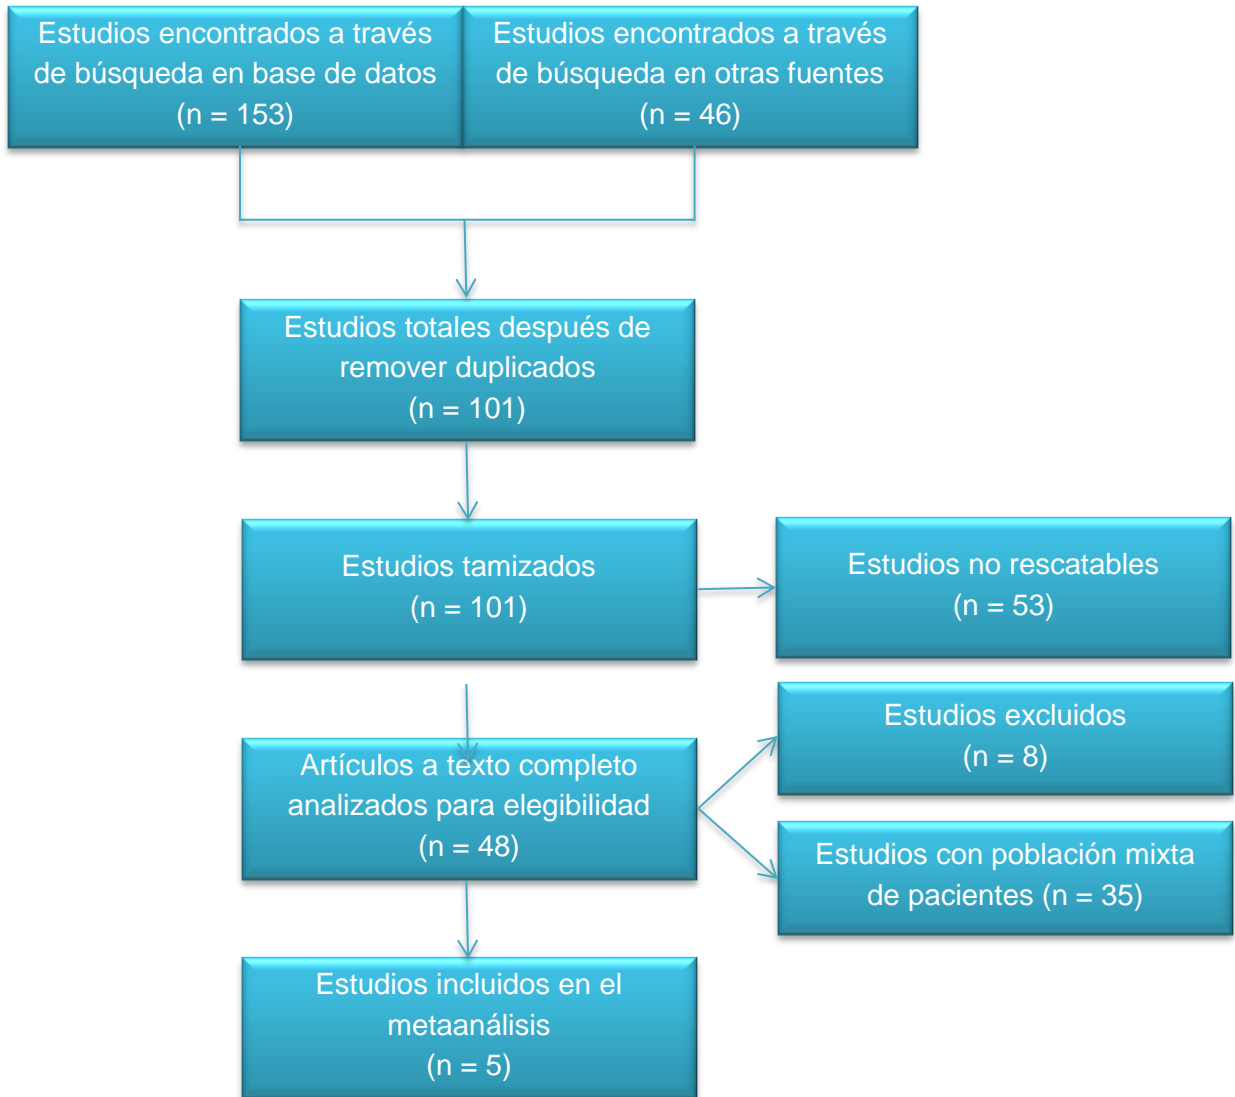 Estudios encontrados a través
de búsqueda en base de datos
(n = 153)
Estudios encontrados a través
de búsqueda en otras fuentes
(n = 46)
Estudios totales después de
remover duplicados
(n = 101)
Estudios tamizados
(n = 101)
Estudios no rescatables
(n = 53)
Artículos a texto completo
analizados para elegibilidad
(n = 48)
Estudios excluidos
(n = 8)
Estudios con población mixta
de pacientes (n = 35)
Estudios incluidos en el
metaanálisis
(n = 5)